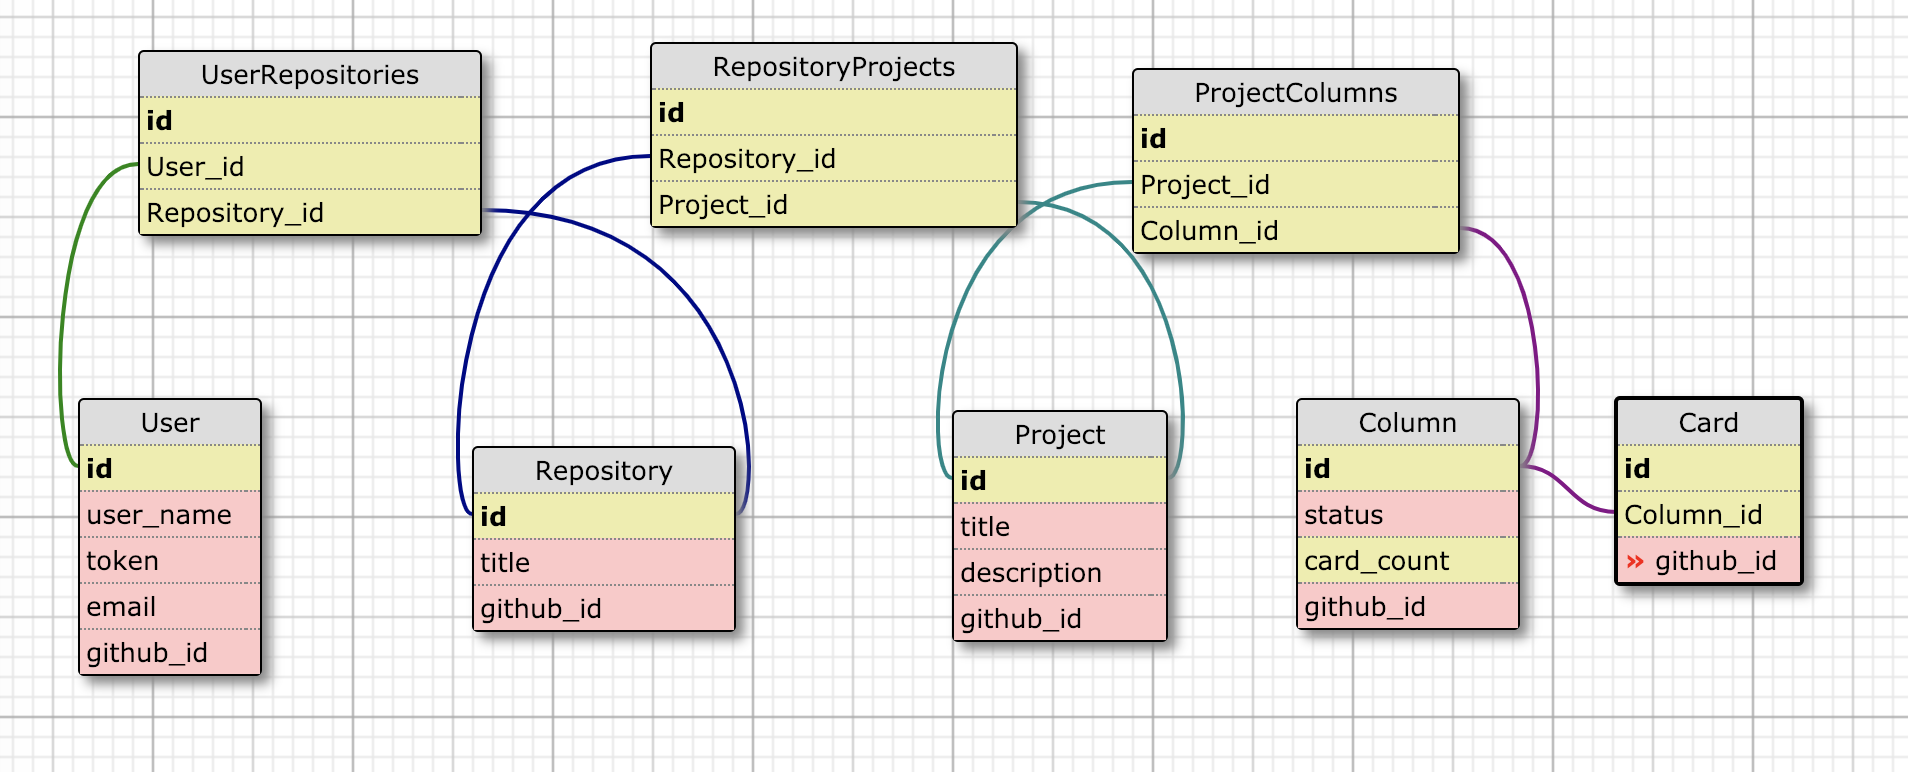 UserRepositories
id
User_id
Repository_id
RepositoryProjects
id
Repository_id
Project_id
ProjectColumns
id
Project_id
Column_id
User
id
user_name
token
email
github_id
Repository
id
title
github_id
Project
id
title
description
github_id
Column
id
status
card_count
github_id
Card
id
Column_id
» github_id